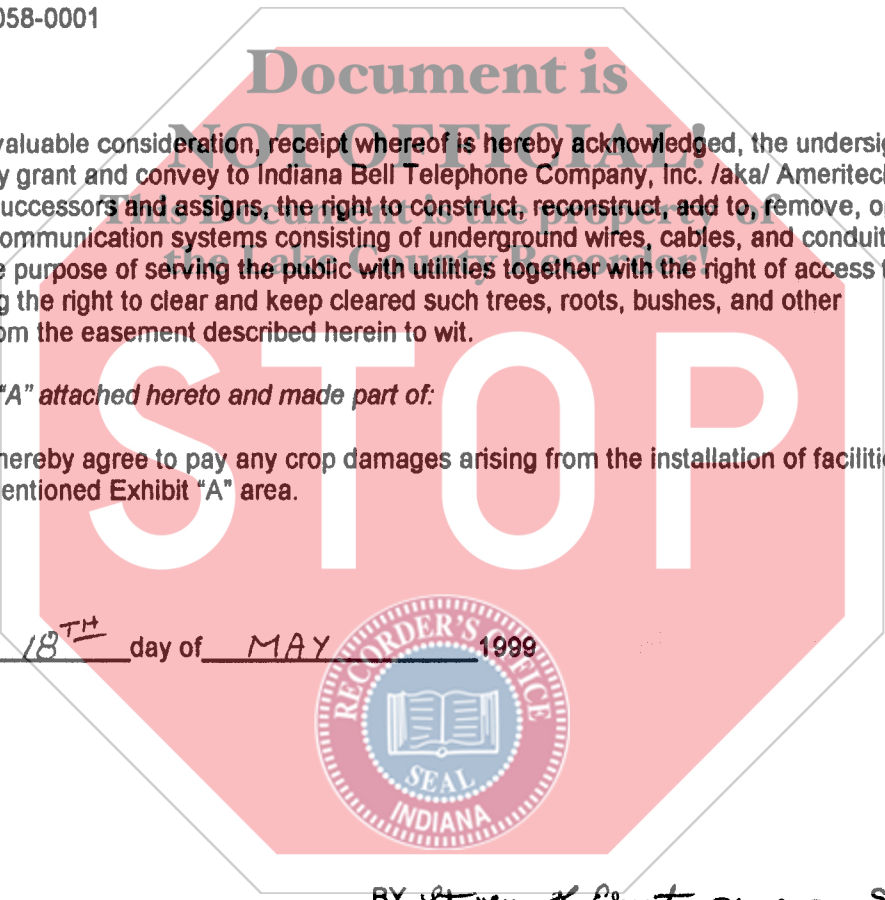 058-0001
Document is
NOT OFFICIAL!
valuable consideration, receipt whereof is hereby acknowledged, the undersig
y grant and convey to Indiana Bell Telephone Company, Inc. /aka/ Ameritech
This Document is the property of
uccessors and assigns, the right to construct, reconstruct, add to, remove, or
ommunication systems consisting of underground wires, cables, and conduit
the Lake County Recorder!
e purpose of serving the public with utilities together with the right of access t
g the right to clear and keep cleared such trees, roots, bushes, and other
om the easement described herein to wit.
"A" attached hereto and made part of:
hereby agree to pay any crop damages arising from the installation of facilitie
entioned Exhibit "A" area.
STOP
18TH day of MAY 1999
RECORDER'S OFFICE
SEAL
INDIANA
BY